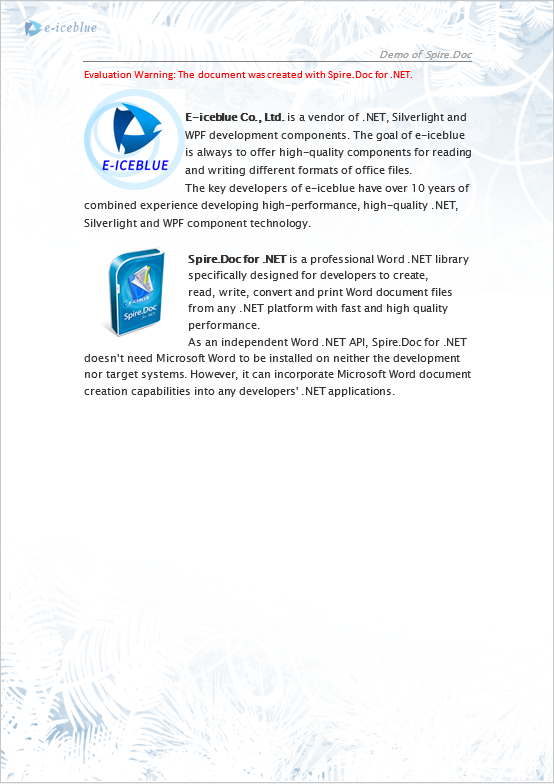 e-iceblue
Demo of Spire.Doc
Evaluation Warning: The document was created with Spire.Doc for .NET.
E-iceblue Co., Ltd. is a vendor of .NET, Silverlight and
WPF development components. The goal of e-iceblue
is always to offer high-quality components for reading
and writing different formats of office files.
E-ICEBLUE
The key developers of e-iceblue have over 10 years of
combined experience developing high-performance, high-quality .NET,
Silverlight and WPF component technology.
Spire.Doc for .NET is a professional Word .NET library
specifically designed for developers to create,
read, write, convert and print Word document files
from any .NET platform with fast and high quality
performance.
E-ICEBLUE
Spire.Doc
for .NET
As an independent Word .NET API, Spire.Doc for .NET
doesn't need Microsoft Word to be installed on neither the development
nor target systems. However, it can incorporate Microsoft Word document
creation capabilities into any developers' .NET applications.